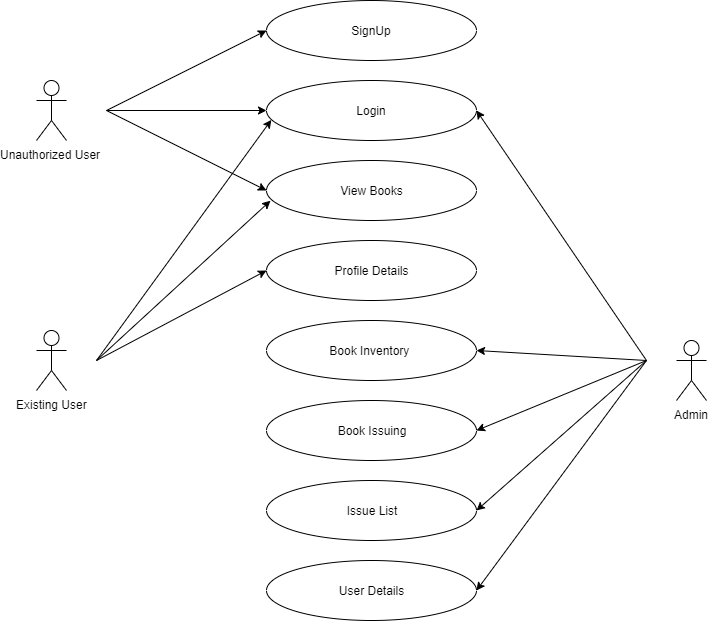 SignUp
Login
Unauthorized User
View Books
Profile Details
Book Inventory
Existing User
Admin
Book Issuing
Issue List
User Details